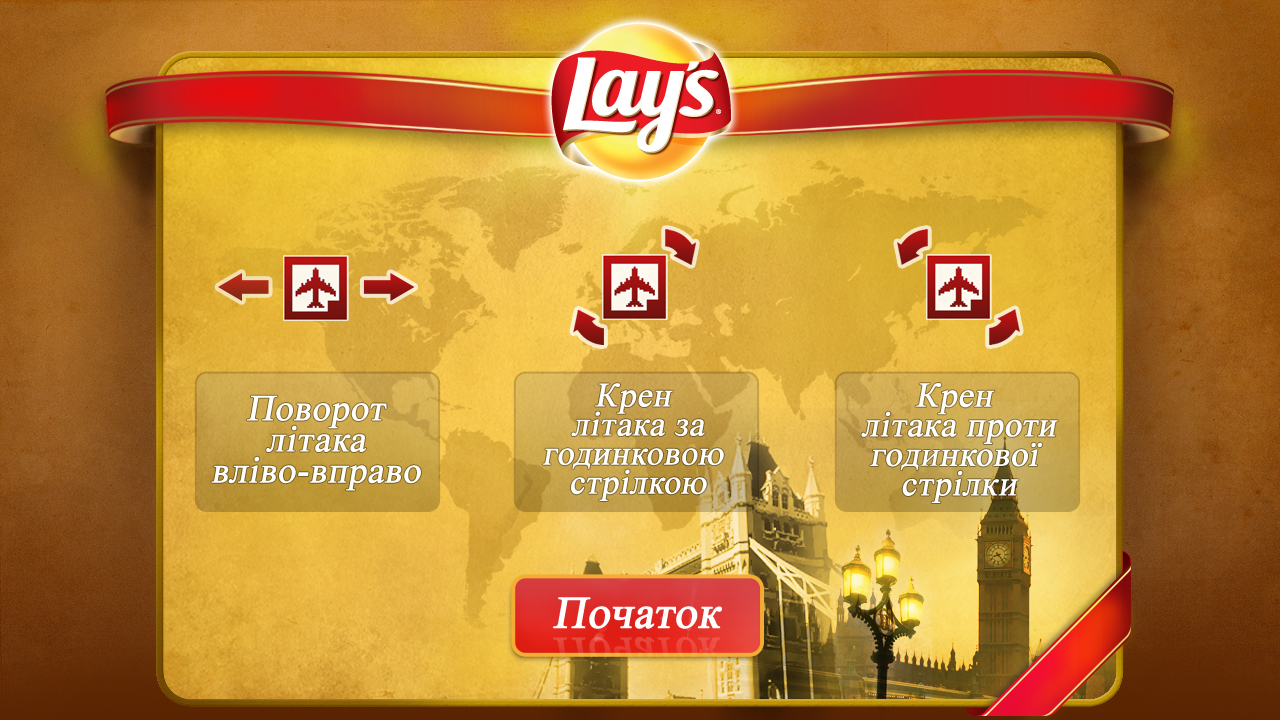 Lay's
Поворот
літака
вліво-вправо
Крен
літака за
годинковою
стрілкою
Крен
літака проти
годинкової
стрілки
Початок